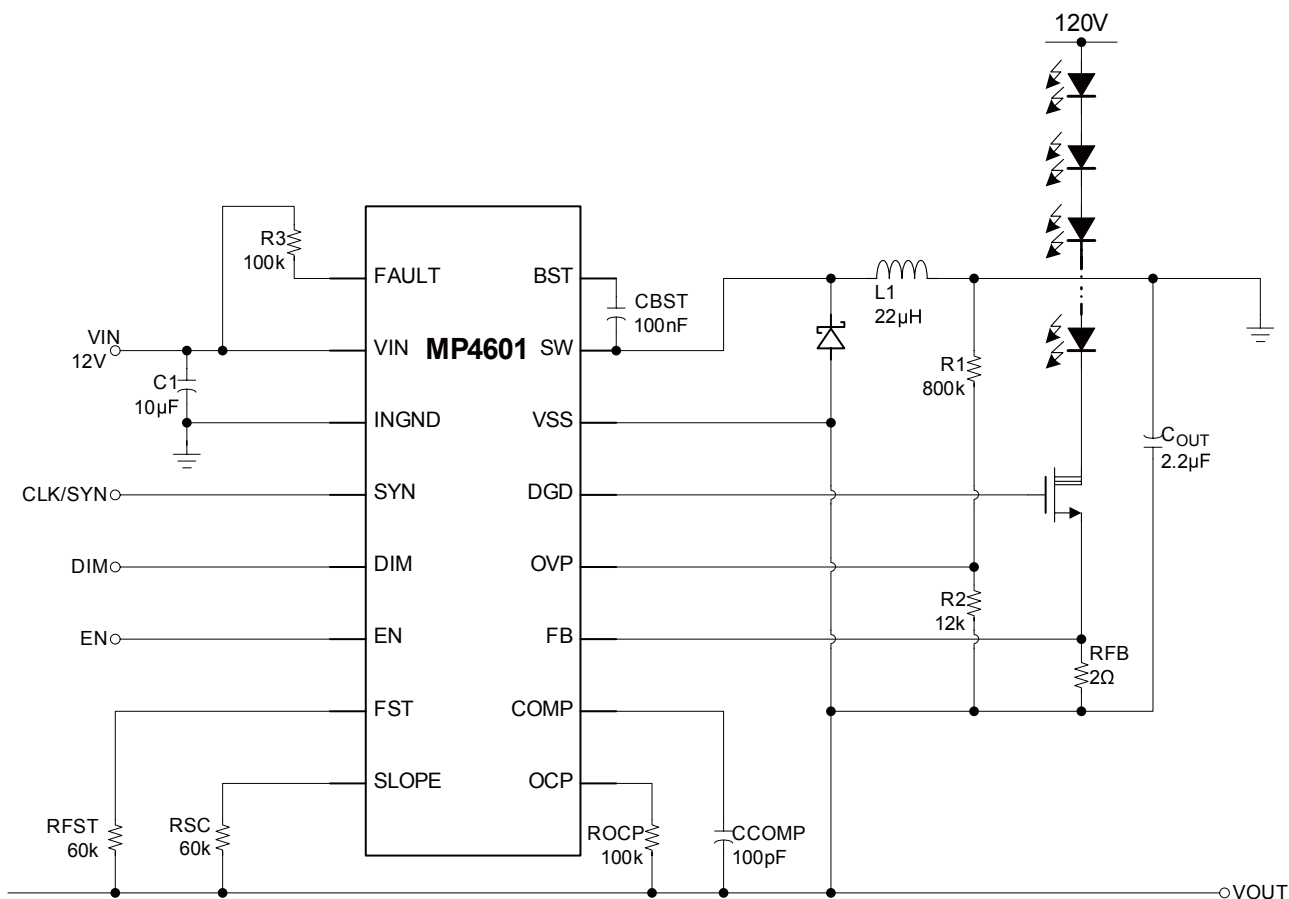 120V
R3
100k
FAULT
BST
CBST
100nF
L1
22µH
VIN
12V
VIN
MP4601
SW
C1
10µF
R1
800k
INGND
VSS
COUT
2.2µF
CLK/SYN
SYN
DGD
DIM
DIM
OVP
R2
12k
EN
EN
FB
RFB
2Ω
FST
COMP
SLOPE
OCP
RFST
60k
RSC
60k
ROCP
100k
CCOMP
100pF
VOUT